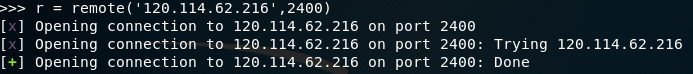 >>> r = remote('120.114.62.216',2400)
[x] Opening connection to 120.114.62.216 on port 2400
[x] Opening connection to 120.114.62.216 on port 2400: Trying 120.114.62.216
[+] Opening connection to 120.114.62.216 on port 2400: Done